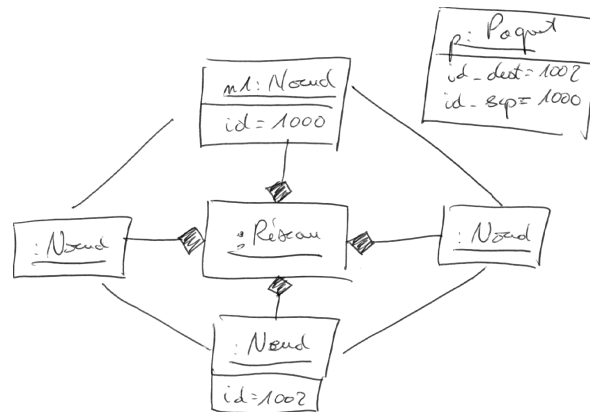 n1: Noeud
id=1000
p: Paquet
id_dest=1002
id_exp=1000
:Noeud
:Réseau
:Noeud
:Noeud
id=1002